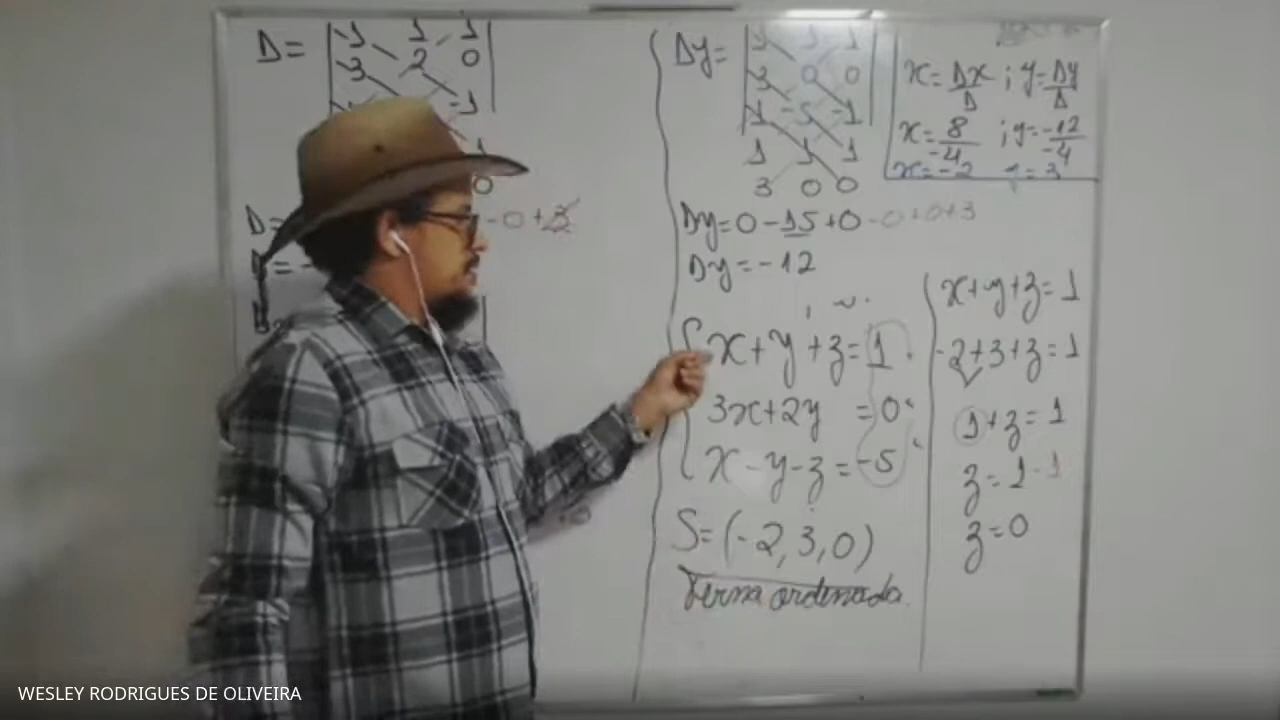 D= | 1 1 1
3 2 0
-1
1
0
D= -0+3
D=-
Dy= | 1 1 1 |
3 0 0
1 -5 -1
1 1 1
3 0 0
Dy=0-15+0-0+0+3
Dy=-12
x+y+z=1
3x+2y =0
x-y-z=-5
S=(-2,3,0)
Terna ordenada.
x=Dx/D ; y=Dy/D
x=8/-4 ; y=-12/-4
x=-2 y=3
x+y+z=1
-2+3+z=1
1+z=1
z=1-1
z=0
WESLEY RODRIGUES DE OLIVEIRA